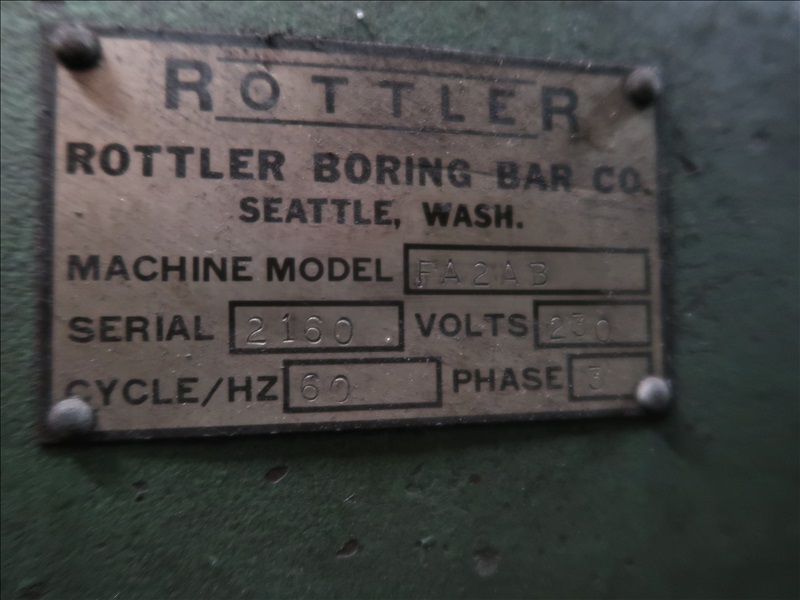 ROTTLER
ROTTLER BORING BAR CO.
SEATTLE, WASH.
MACHINE MODEL FA2AB
SERIAL 2160 VOLTS 230
CYCLE/HZ 60 PHASE 3